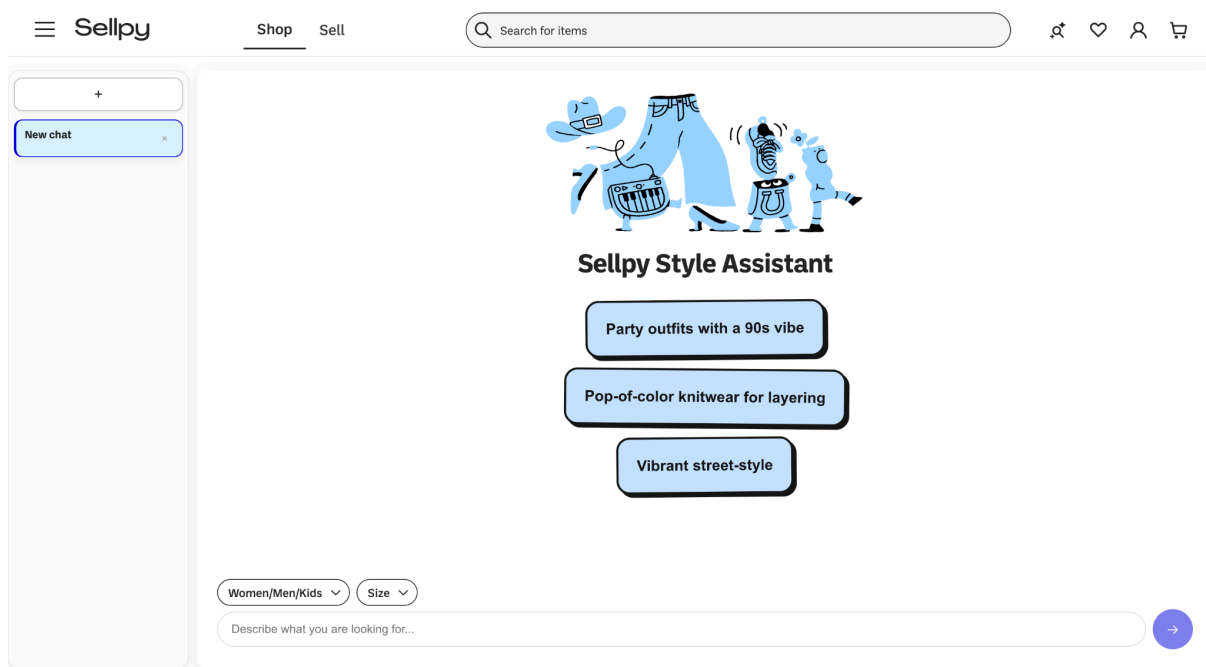 Sellpy
Shop
Sell
Search for items
+
New chat
×
Sellpy Style Assistant
Party outfits with a 90s vibe
Pop-of-color knitwear for layering
Vibrant street-style
Women/Men/Kids
Size
Describe what you are looking for...